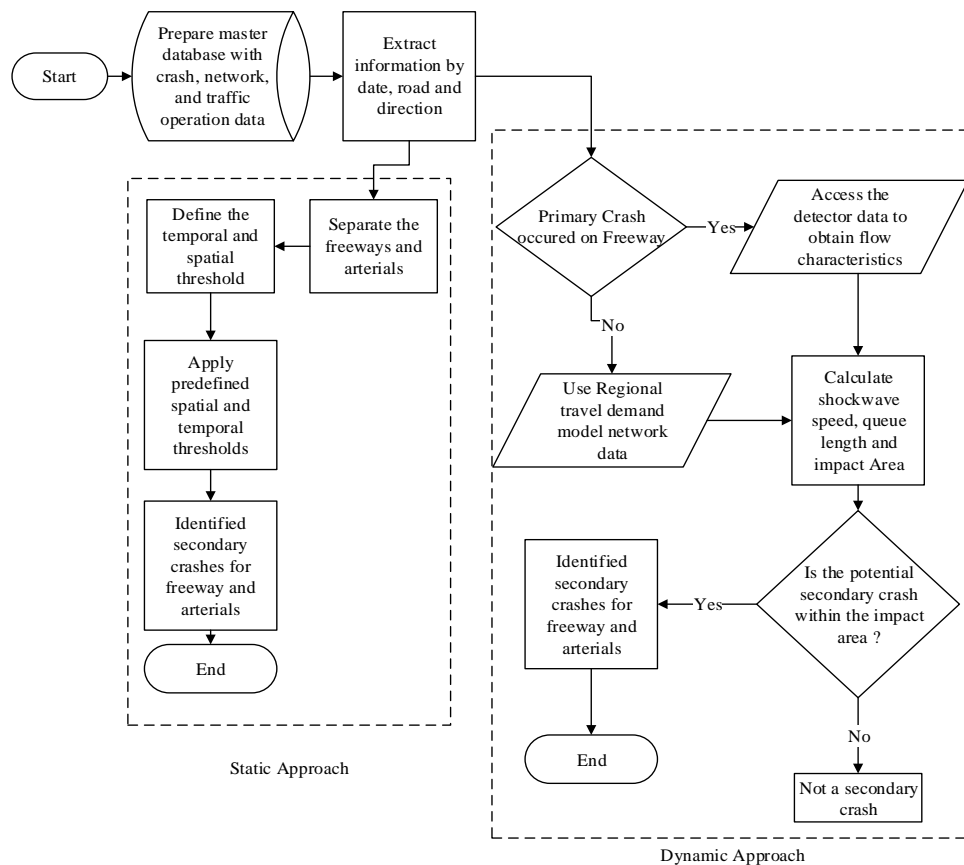 Start
Prepare master
database with
crash, network,
and traffic
operation data
Extract
information by
date, road and
direction
Separate the
freeways and
arterials
Define the
temporal and
spatial
threshold
Apply
predefined
spatial and
temporal
thresholds
Identified
secondary
crashes for
freeway and
arterials
End
Static Approach
Primary Crash
occured on Freeway
Yes
Access the
detector data to
obtain flow
characteristics
No
Use Regional
travel demand
model network
data
Calculate
shockwave
speed, queue
length and
impact Area
Is the potential
secondary crash
within the impact
area ?
Yes
Identified
secondary
crashes for
freeway and
arterials
End
No
Not a secondary
crash
Dynamic Approach